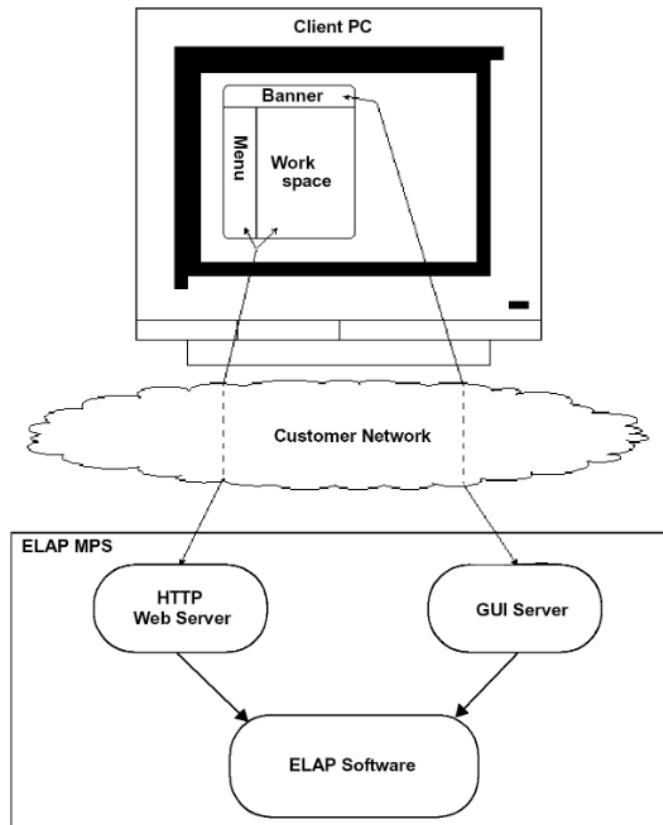 Client PC
Banner
Menu
Work
space
Customer Network
ELAP MPS
HTTP
Web Server
GUI Server
ELAP Software